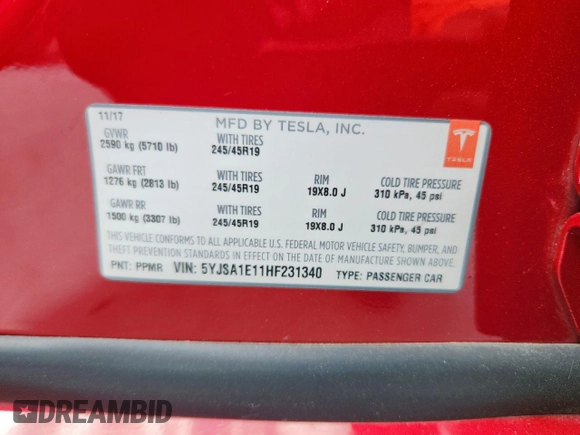 11/17
MFD BY TESLA, INC.
GVWR WITH TIRES
2590 kg (5710 lb) 245/45R19
TESLA
GAWR FRT WITH TIRES RIM COLD TIRE PRESSURE
1276 kg (2813 lb) 245/45R19 19X8.0 J 310 kPa, 45 psi
GAWR RR WITH TIRES RIM COLD TIRE PRESSURE
1500 kg (3307 lb) 245/45R19 19X8.0 J 310 kPa, 45 psi
THIS VEHICLE CONFORMS TO ALL APPLICABLE U.S. FEDERAL MOTOR VEHICLE SAFETY, BUMPER, AND
THEFT PREVENTION STANDARDS IN EFFECT ON THE DATE OF MANUFACTURE SHOWN ABOVE.
PNT: PPMR VIN: 5YJSA1E11HF231340 TYPE: PASSENGER CAR
DREAMBID